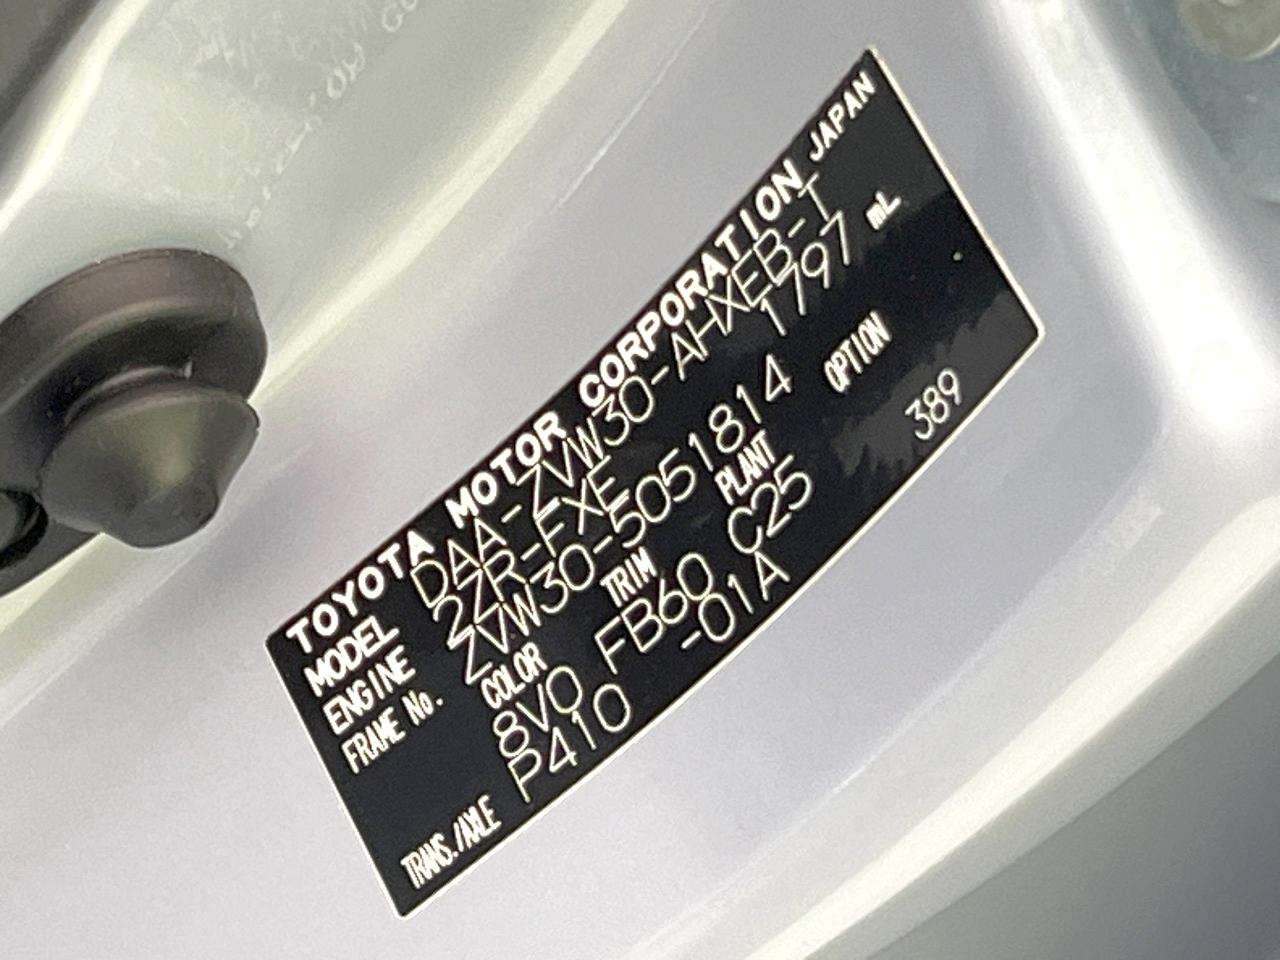 TOYOTA MOTOR CORPORATION JAPAN
MODEL DAA-ZVW30-AHXEB-T
ENGINE 2ZR-FXE 1797 mL
FRAME No. ZVW30-5051814
COLOR TRIM PLANT OPTION
8V0 FB60 C25 389
TRANS./AXLE P410 -01A